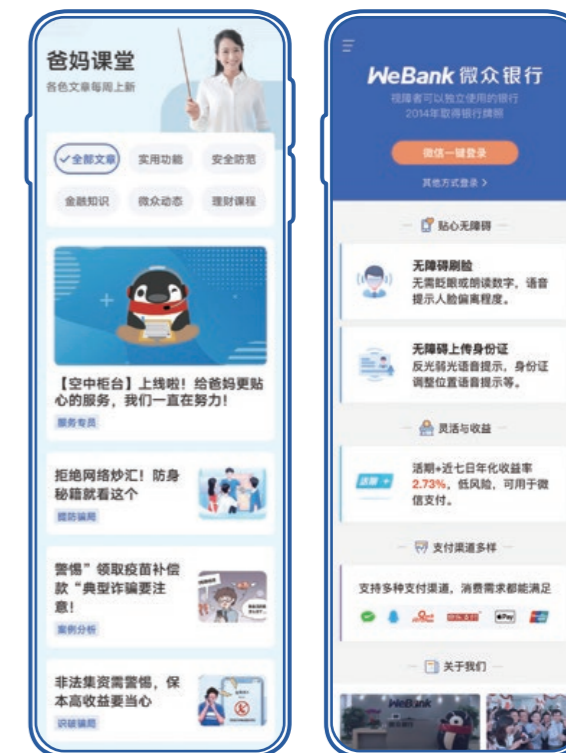 爸妈课堂
各色文章每周上新
全部文章
实用功能
安全防范
金融知识
微众动态
理财课程
【空中柜台】上线啦！给爸妈更贴
心的服务，我们一直在
努力！
服务专员
拒绝网络炒汇！防身
秘籍就看这个
提防骗局
警惕”领取疫苗补偿
款“典型诈骗要注
意！
案例分析
非法集资需警惕，保
本高收益要当心
识破骗局
WeBank 微众银行
视障者可以独立使用的银行
2014年取得银行牌照
微信一键登录
其他方式登录 >
贴心无障碍
无障碍刷脸
无需眨眼或朗读数字，语音
提示人脸偏离程度。
无障碍上传身份证
反光弱光语音提示，身份证
调整位置语音提示等。
灵活与收益
活期 +
活期+近七日年化收益率
2.73%，低风险，可用于微
信支付。
支付渠道多样
支持多种支付渠道，消费需求都能满足
Pay
关于我们
WeBank
微众银行